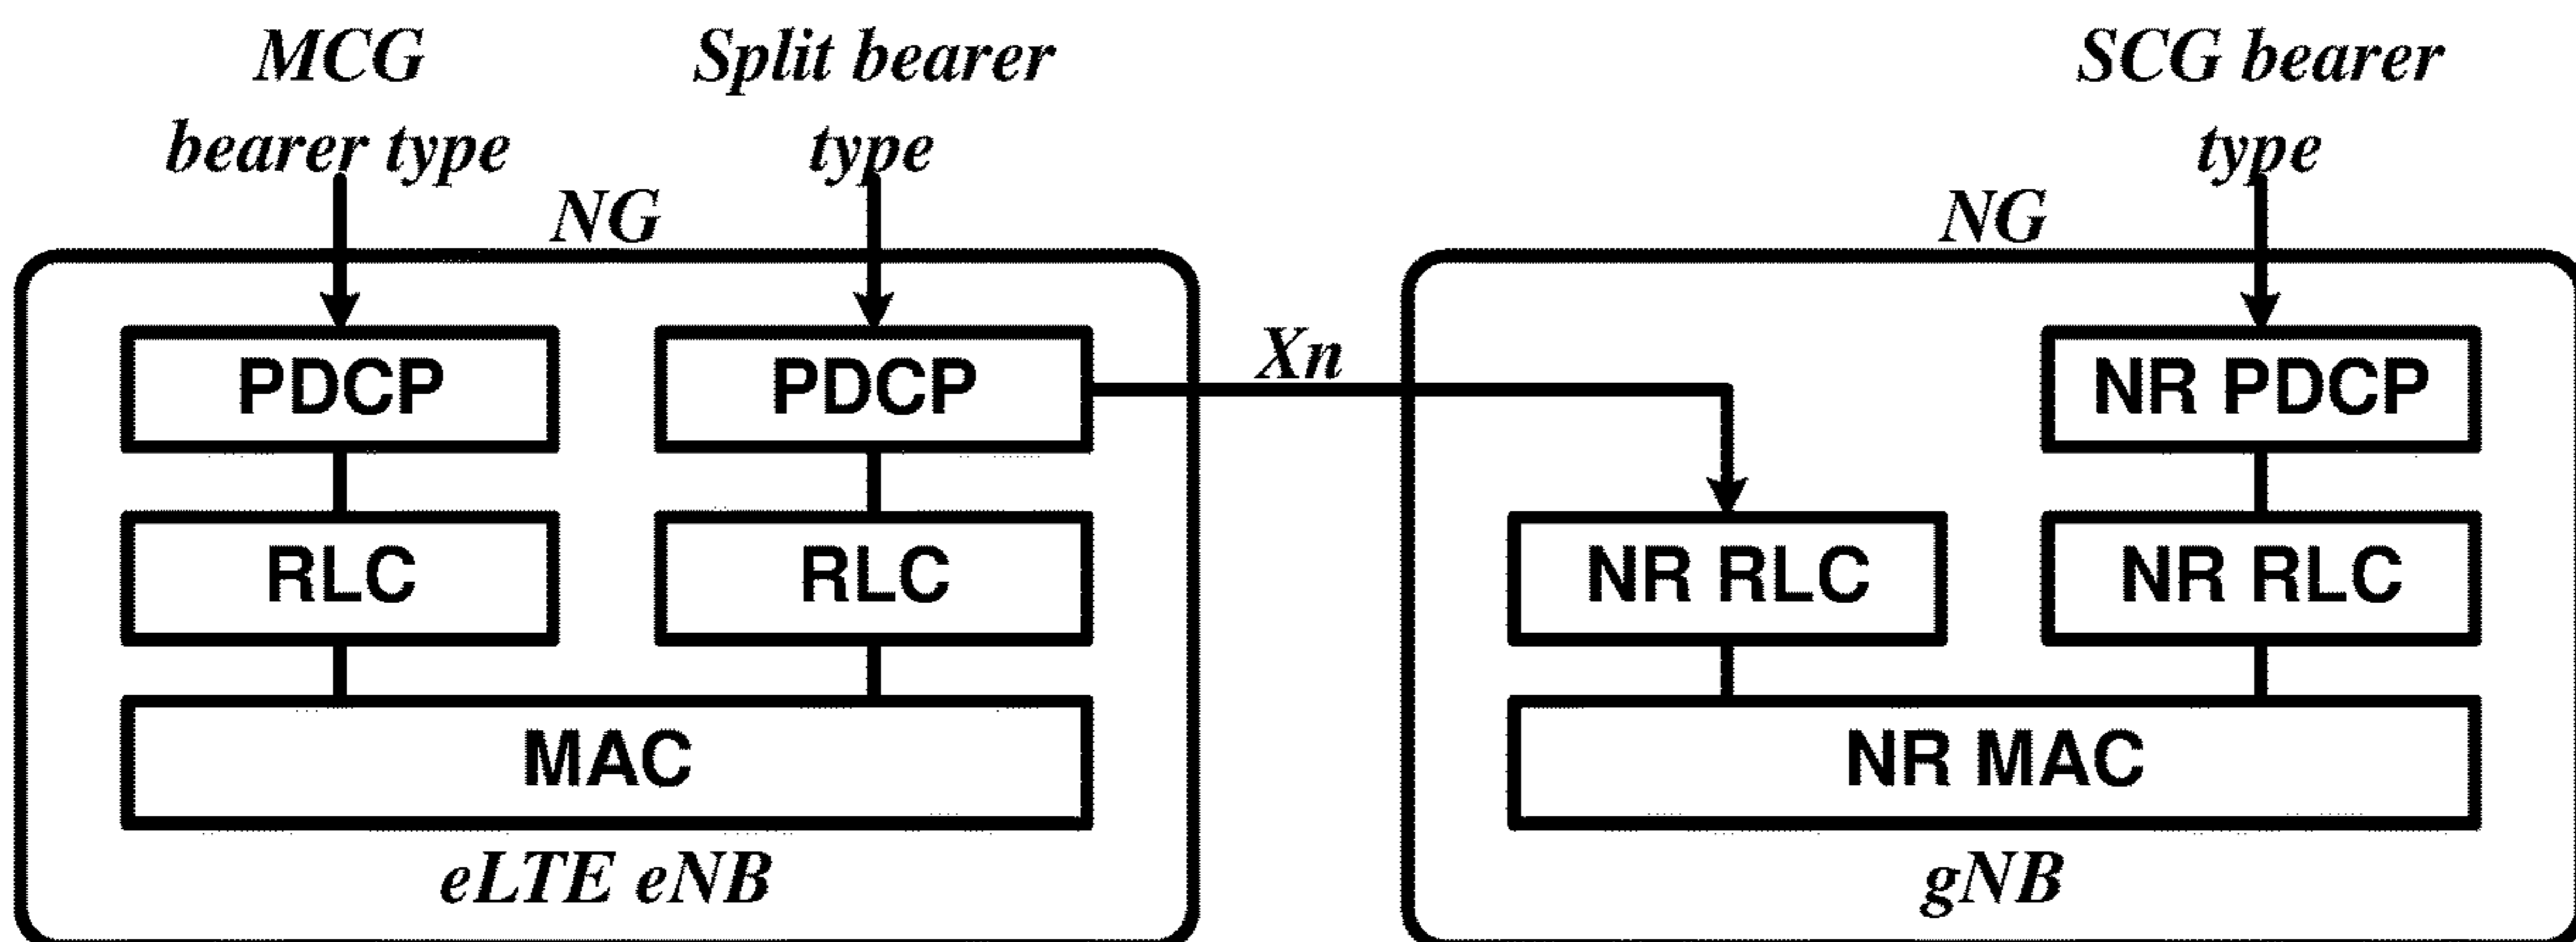 MCG
bearer type
Split bearer
type
SCG bearer
type
NG
NG
Xn
PDCP
PDCP
NR PDCP
RLC
RLC
NR RLC
NR RLC
MAC
NR MAC
eLTE eNB
gNB